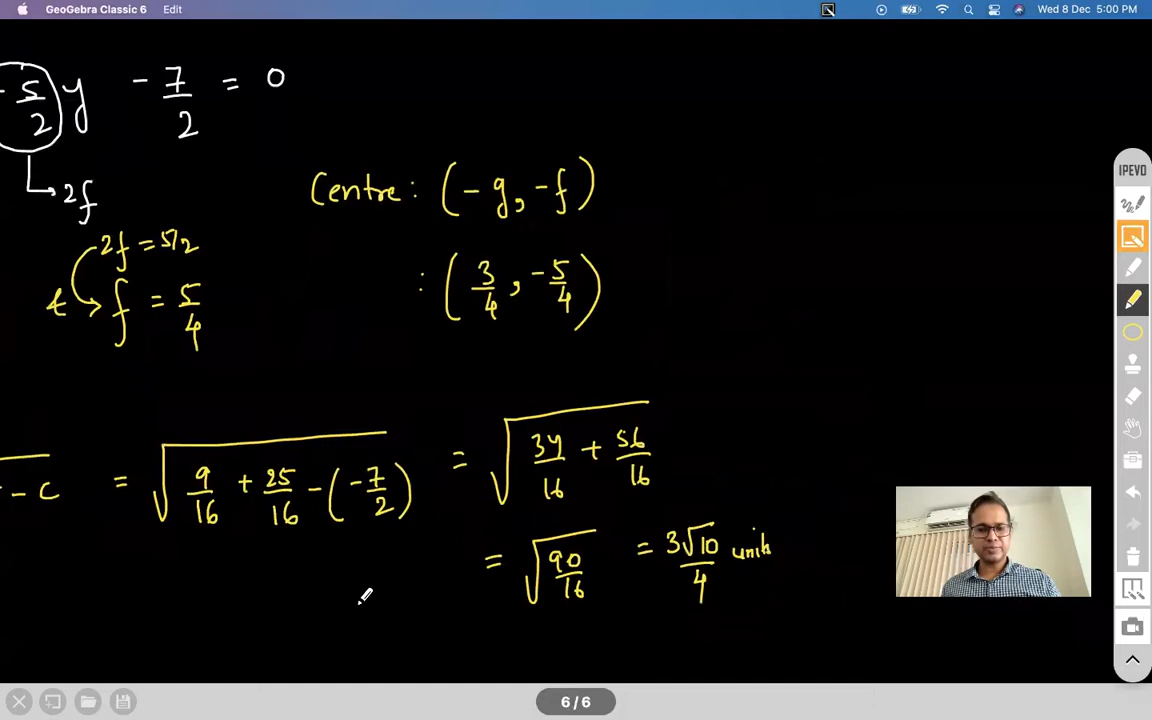 GeoGebra Classic 6 Edit Wed 8 Dec 5:00 PM
5/2 y - 7/2 = 0
2f
Centre: (-g, -f)
2f = 5/2
: (3/4, -5/4)
f = 5/4
- c = √(9/16 + 25/16 - (-7/2)) = √(34/16 + 56/16)
= √(90/16) = 3√10/4 units
IPEVO
6 / 6